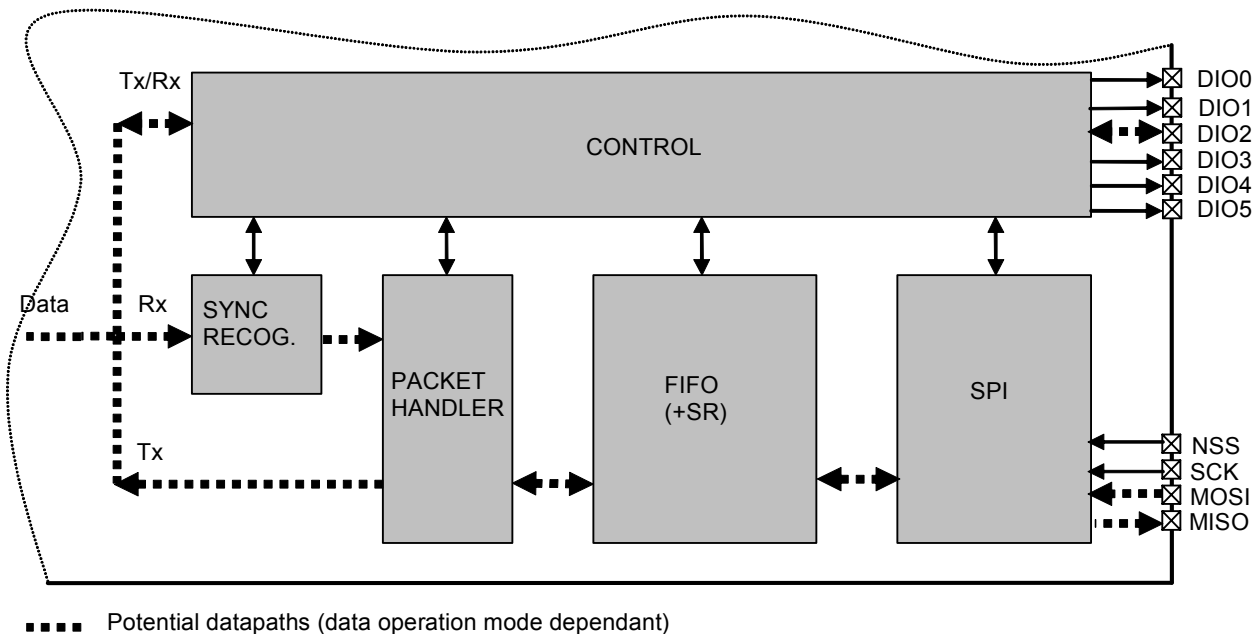 Tx/Rx
CONTROL
DIO0
DIO1
DIO2
DIO3
DIO4
DIO5
Data
Rx
SYNC
RECOG.
PACKET
HANDLER
FIFO
(+SR)
SPI
Tx
NSS
SCK
MOSI
MISO
Potential datapaths (data operation mode dependant)